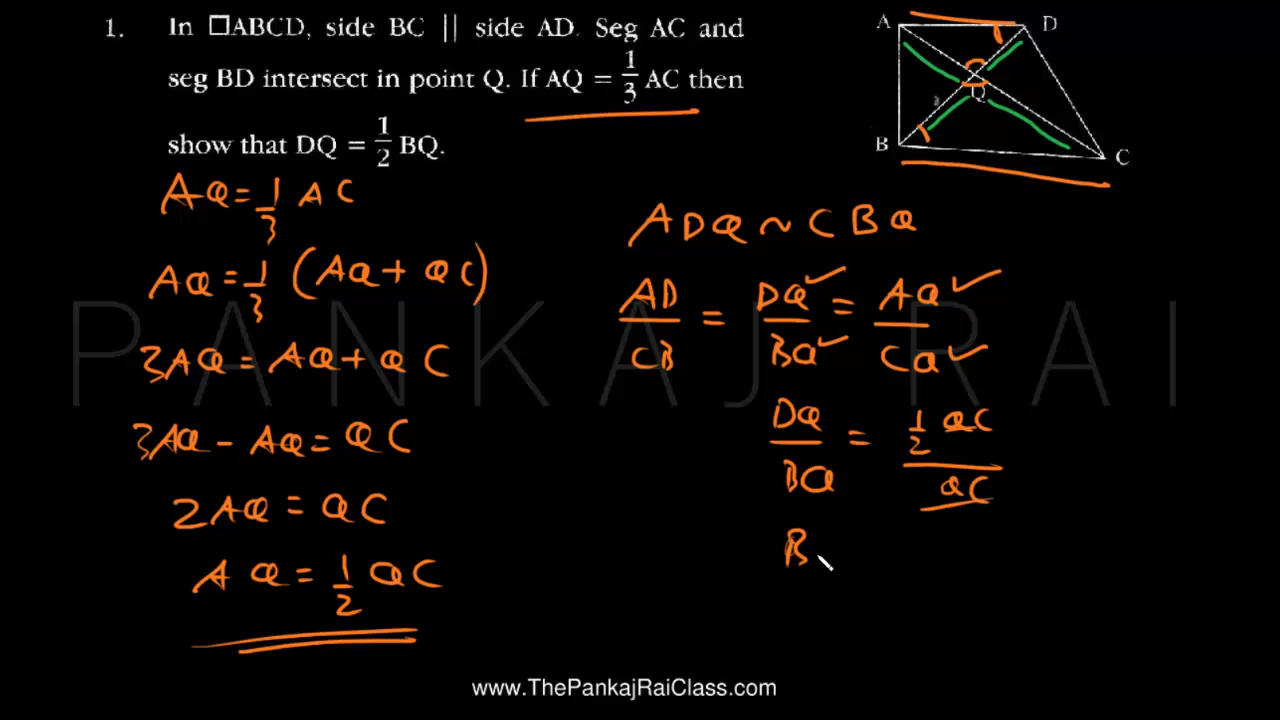 1. In □ABCD, side BC || side AD. Seg AC and
seg BD intersect in point Q. If AQ = 1/3 AC then
show that DQ = 1/2 BQ.
A D
Q
B C
AQ = 1/3 AC
AQ = 1/3 (AQ + QC)
3AQ = AQ + QC
3AQ - AQ = QC
2AQ = QC
AQ = 1/2 QC
ADQ ~ CBQ
AD/CB = DQ/BQ = AQ/CQ
DQ/BQ = 1/2 QC/QC
B
PANKAJ RAI
www.ThePankajRaiClass.com